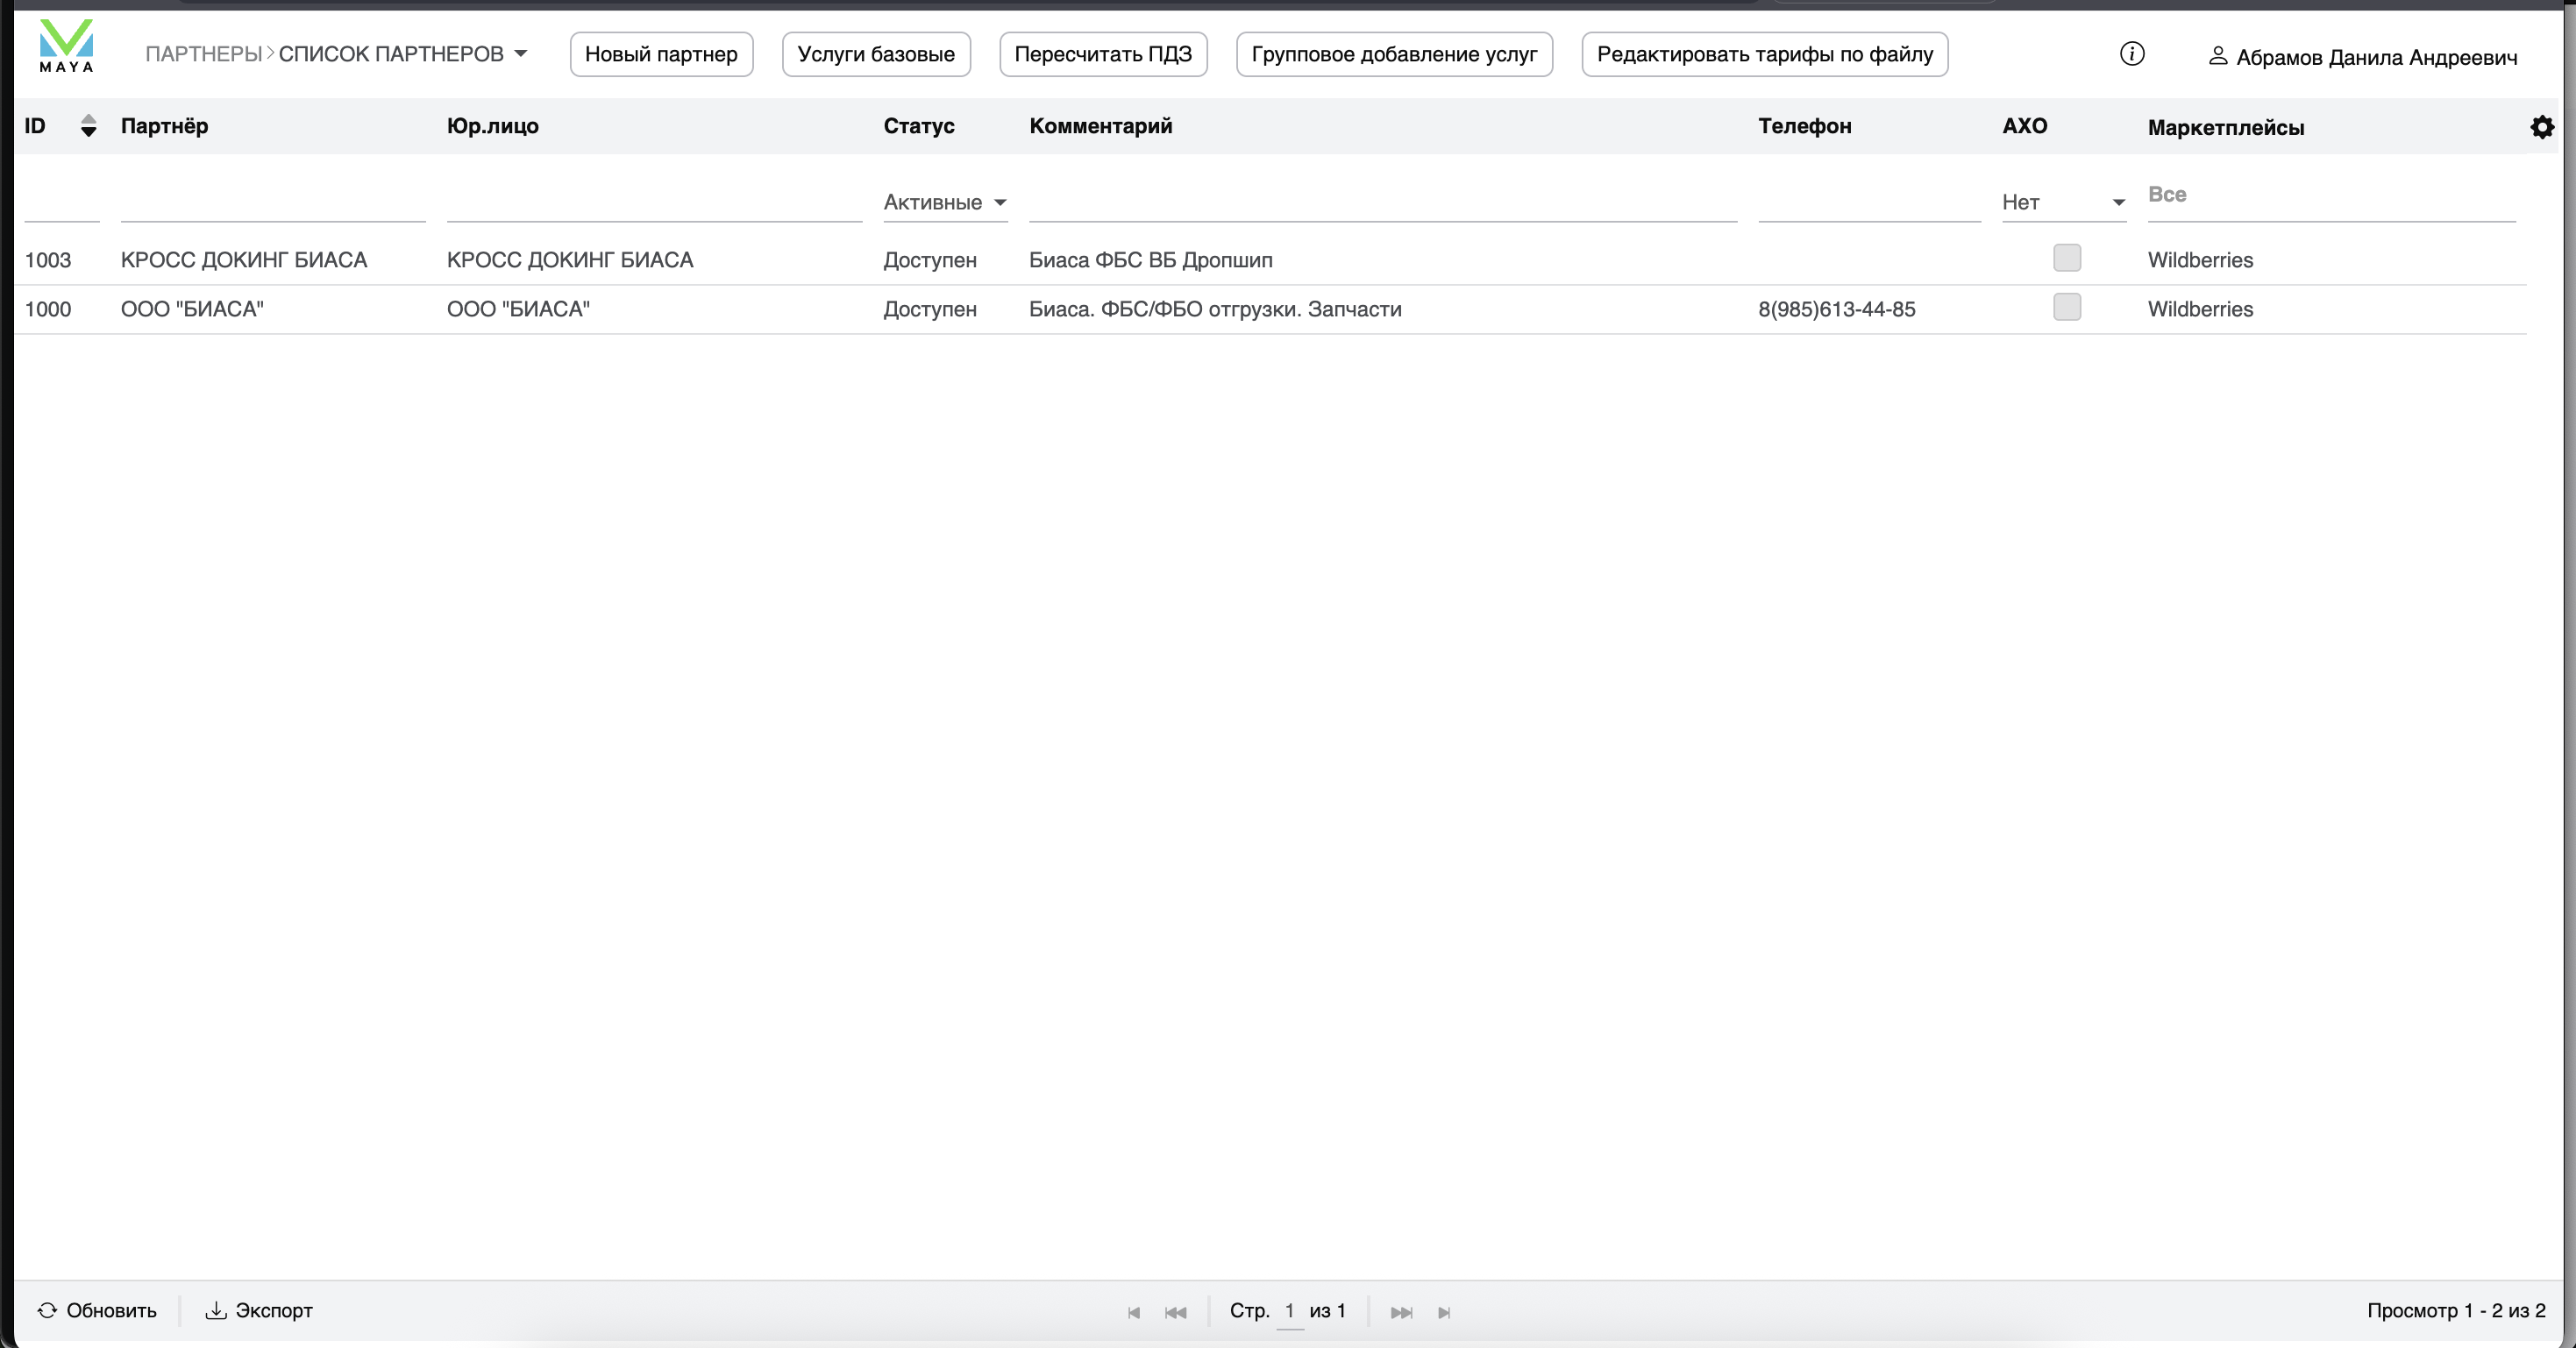 MAYA
ПАРТНЕРЫ > СПИСОК ПАРТНЕРОВ Новый партнер Услуги базовые Пересчитать ПДЗ Групповое добавление услуг Редактировать тарифы по файлу Абрамов Данила Андреевич
ID Партнёр Юр.лицо Статус Комментарий Телефон АХО Маркетплейсы
Активные Нет Все
1003 КРОСС ДОКИНГ БИАСА КРОСС ДОКИНГ БИАСА Доступен Биаса ФБС ВБ Дропшип Wildberries
1000 ООО "БИАСА" ООО "БИАСА" Доступен Биаса. ФБС/ФБО отгрузки. Запчасти 8(985)613-44-85 Wildberries
Обновить Экспорт Стр. 1 из 1 Просмотр 1 - 2 из 2